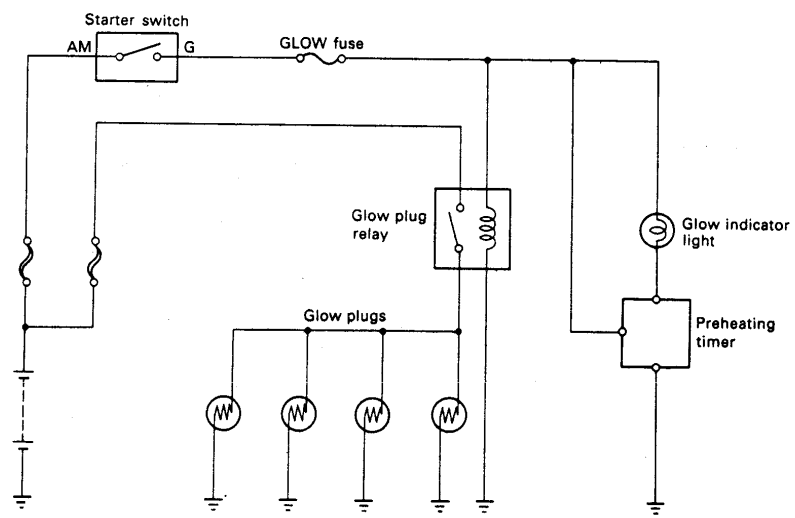 Starter switch
AM
G
GLOW fuse
Glow plug
relay
Glow indicator
light
Glow plugs
Preheating
timer